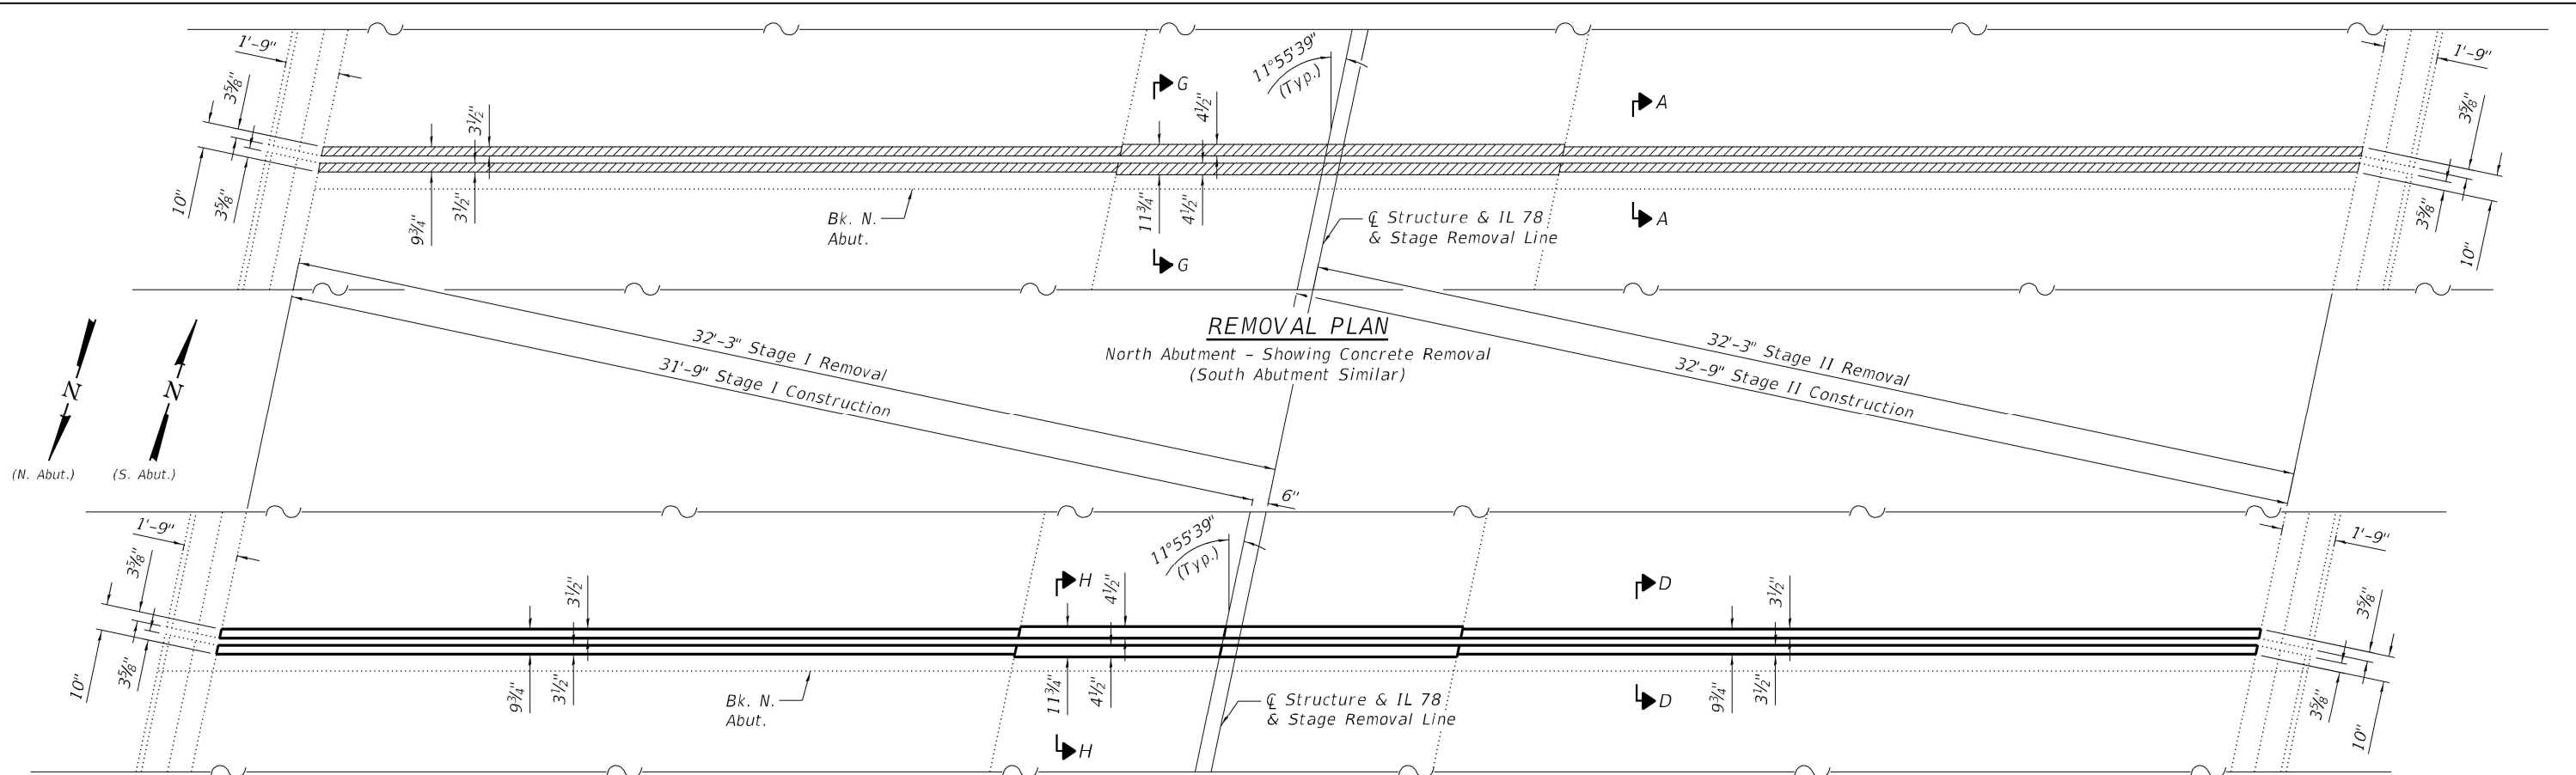 1'-9"
3⅝"
10"
3⅝"
9¾"
3½"
3½"
Bk. N.
Abut.
G
G
11¾"
4½"
4½"
11°55'39"
(Typ.)
℄ Structure & IL 78
& Stage Removal Line
A
A
1'-9"
3⅝"
3⅝"
10"
REMOVAL PLAN
North Abutment - Showing Concrete Removal
(South Abutment Similar)
32'-3" Stage I Removal
31'-9" Stage I Construction
32'-3" Stage II Removal
32'-9" Stage II Construction
6"
N
(N. Abut.)
N
(S. Abut.)
1'-9"
3⅝"
10"
3⅝"
9¾"
3½"
3½"
Bk. N.
Abut.
H
H
11¾"
4½"
4½"
11°55'39"
(Typ.)
℄ Structure & IL 78
& Stage Removal Line
D
D
9¾"
3½"
3½"
1'-9"
3⅝"
3⅝"
10"